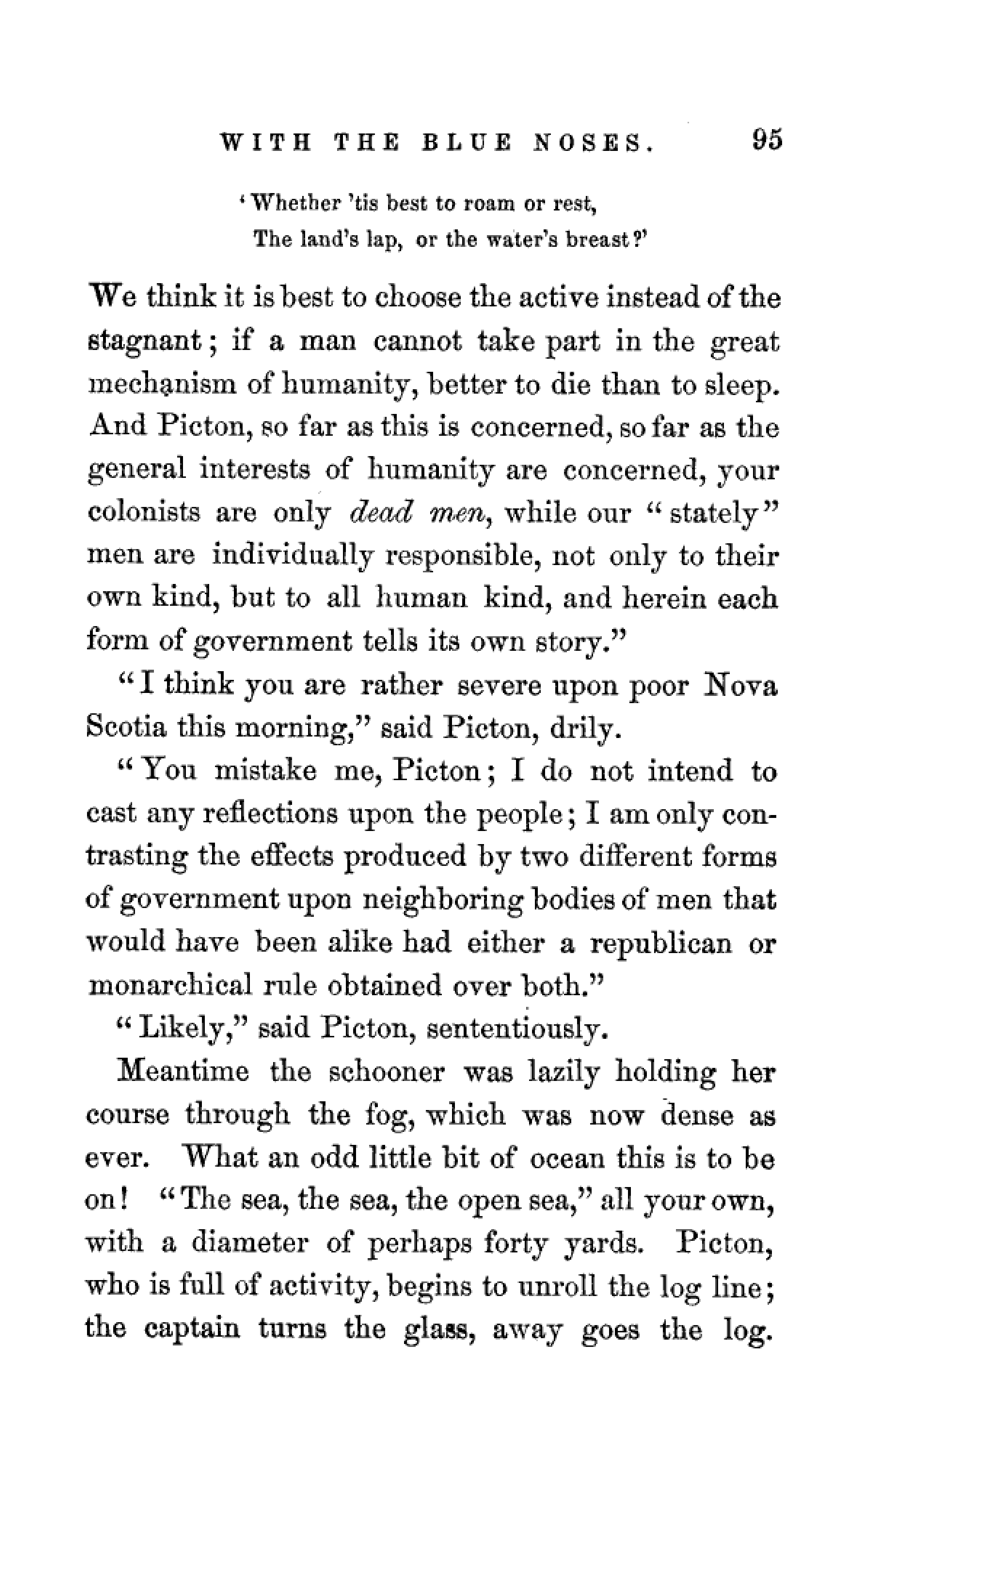 WITH THE BLUE NOSES. 95
‘Whether ’tis best to roam or rest,
The land’s lap, or the water’s breast?’
We think it is best to choose the active instead of the
stagnant; if a man cannot take part in the great
mechanism of humanity, better to die than to sleep.
And Picton, so far as this is concerned, so far as the
general interests of humanity are concerned, your
colonists are only dead men, while our “stately”
men are individually responsible, not only to their
own kind, but to all human kind, and herein each
form of government tells its own story.”
“I think you are rather severe upon poor Nova
Scotia this morning,” said Picton, drily.
“You mistake me, Picton; I do not intend to
cast any reflections upon the people; I am only con-
trasting the effects produced by two different forms
of government upon neighboring bodies of men that
would have been alike had either a republican or
monarchical rule obtained over both.”
“Likely,” said Picton, sententiously.
Meantime the schooner was lazily holding her
course through the fog, which was now dense as
ever. What an odd little bit of ocean this is to be
on! “The sea, the sea, the open sea,” all your own,
with a diameter of perhaps forty yards. Picton,
who is full of activity, begins to unroll the log line;
the captain turns the glass, away goes the log.